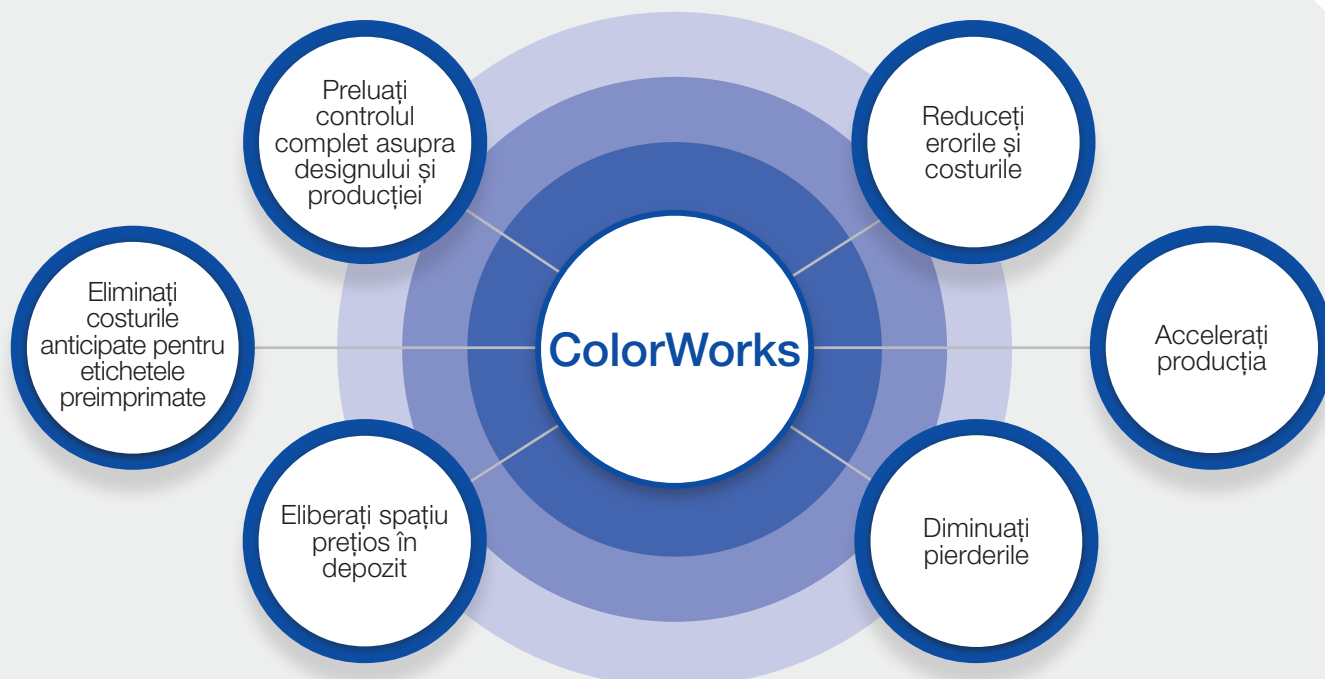 Preluați
controlul
complet asupra
designului și
producției
Reduceți
erorile și
costurile
Eliminați
costurile
anticipate pentru
etichetele
preimprimate
ColorWorks
Accelerați
producția
Eliberați spațiu
prețios în
depozit
Diminuați
pierderile